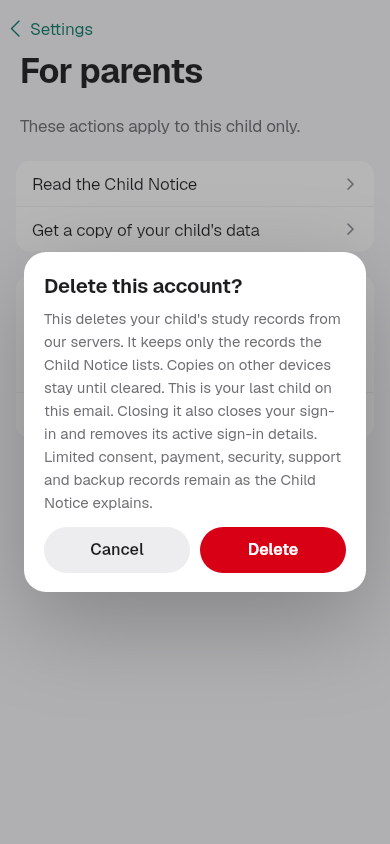 Settings
For parents
These actions apply to this child only.
Read the Child Notice
Get a copy of your child's data
Delete this account?
This deletes your child's study records from
our servers. It keeps only the records the
Child Notice lists. Copies on other devices
stay until cleared. This is your last child on
this email. Closing it also closes your sign-
in and removes its active sign-in details.
Limited consent, payment, security, support
and backup records remain as the Child
Notice explains.
Cancel
Delete